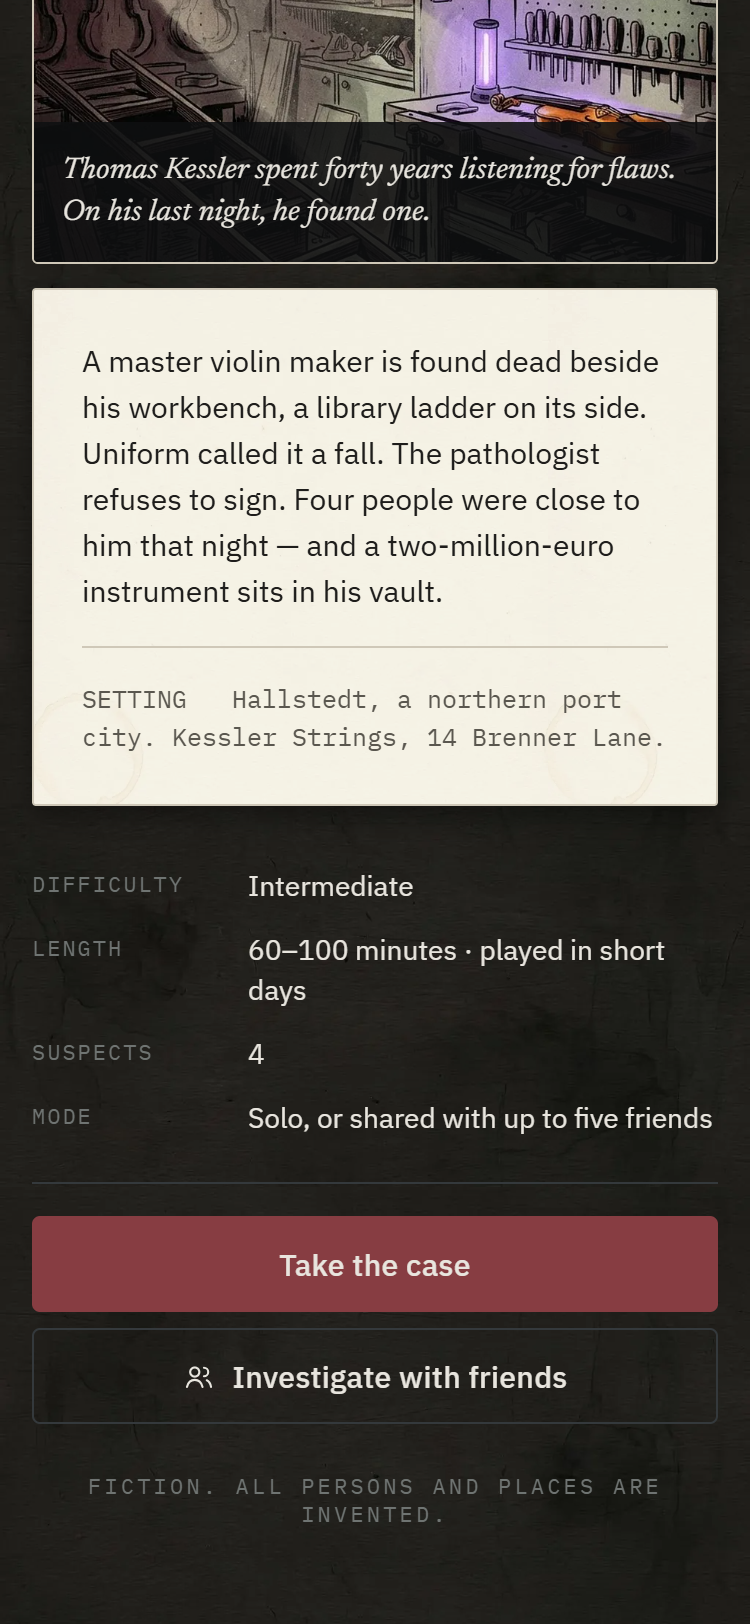 Thomas Kessler spent forty years listening for flaws.
On his last night, he found one.
A master violin maker is found dead beside
his workbench, a library ladder on its side.
Uniform called it a fall. The pathologist
refuses to sign. Four people were close to
him that night — and a two-million-euro
instrument sits in his vault.
SETTING Hallstedt, a northern port
city. Kessler Strings, 14 Brenner Lane.
DIFFICULTY Intermediate
LENGTH 60–100 minutes · played in short
days
SUSPECTS 4
MODE Solo, or shared with up to five friends
Take the case
Investigate with friends
FICTION. ALL PERSONS AND PLACES ARE
INVENTED.